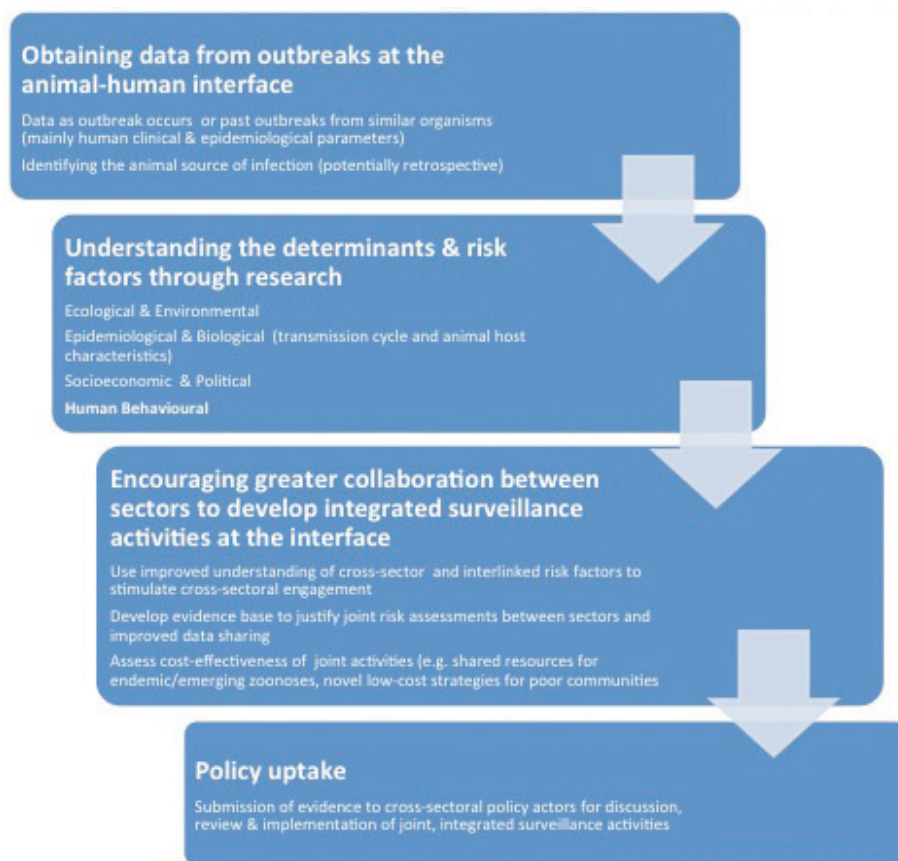 Obtaining data from outbreaks at the
animal-human interface
Data as outbreak occurs or past outbreaks from similar organisms
(mainly human clinical & epidemiological parameters)
Identifying the animal source of infection (potentially retrospective)
Understanding the determinants & risk
factors through research
Ecological & Environmental
Epidemiological & Biological (transmission cycle and animal host
characteristics)
Socioeconomic & Political
Human Behavioural
Encouraging greater collaboration between
sectors to develop integrated surveillance
activities at the interface
Use improved understanding of cross-sector and interlinked risk factors to
stimulate cross-sectoral engagement
Develop evidence base to justify joint risk assessments between sectors and
improved data sharing
Assess cost-effectiveness of joint activities (e.g. shared resources for
endemic/emerging zoonoses, novel low-cost strategies for poor communities
Policy uptake
Submission of evidence to cross-sectoral policy actors for discussion,
review & implementation of joint, integrated surveillance activities